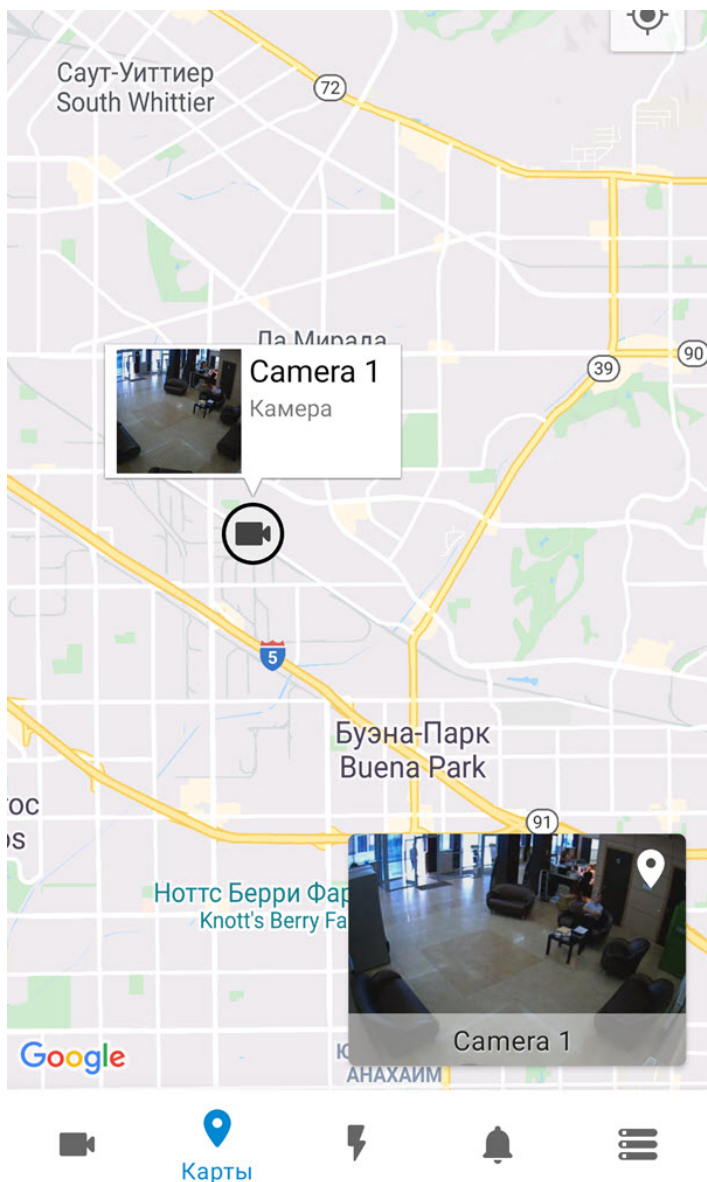 Саут-Уиттиер
South Whittier
72
Ла Мирада
90
39
Camera 1
Камера
5
Буэна-Парк
Buena Park
91
Ноттс Берри Фар
Knott's Berry Fa
Camera 1
Google
АНАХАЙМ
Карты